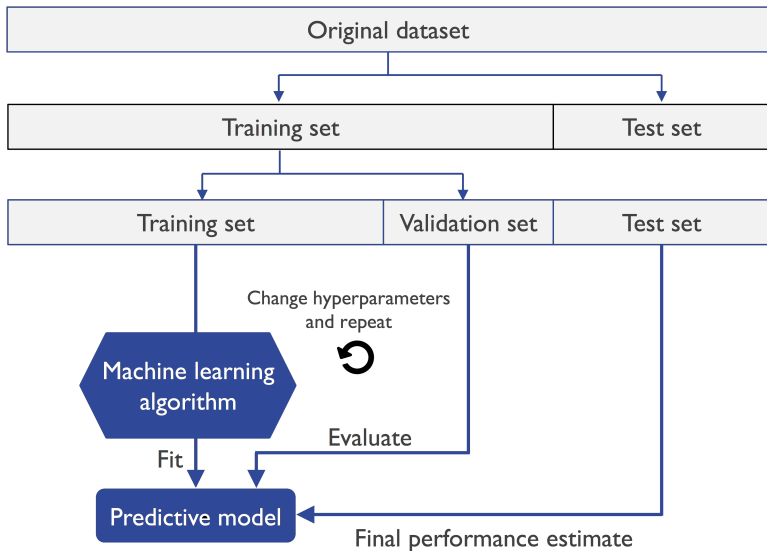 Original dataset
Training set
Test set
Training set
Validation set
Test set
Change hyperparameters
and repeat
Machine learning
algorithm
Evaluate
Fit
Predictive model
Final performance estimate